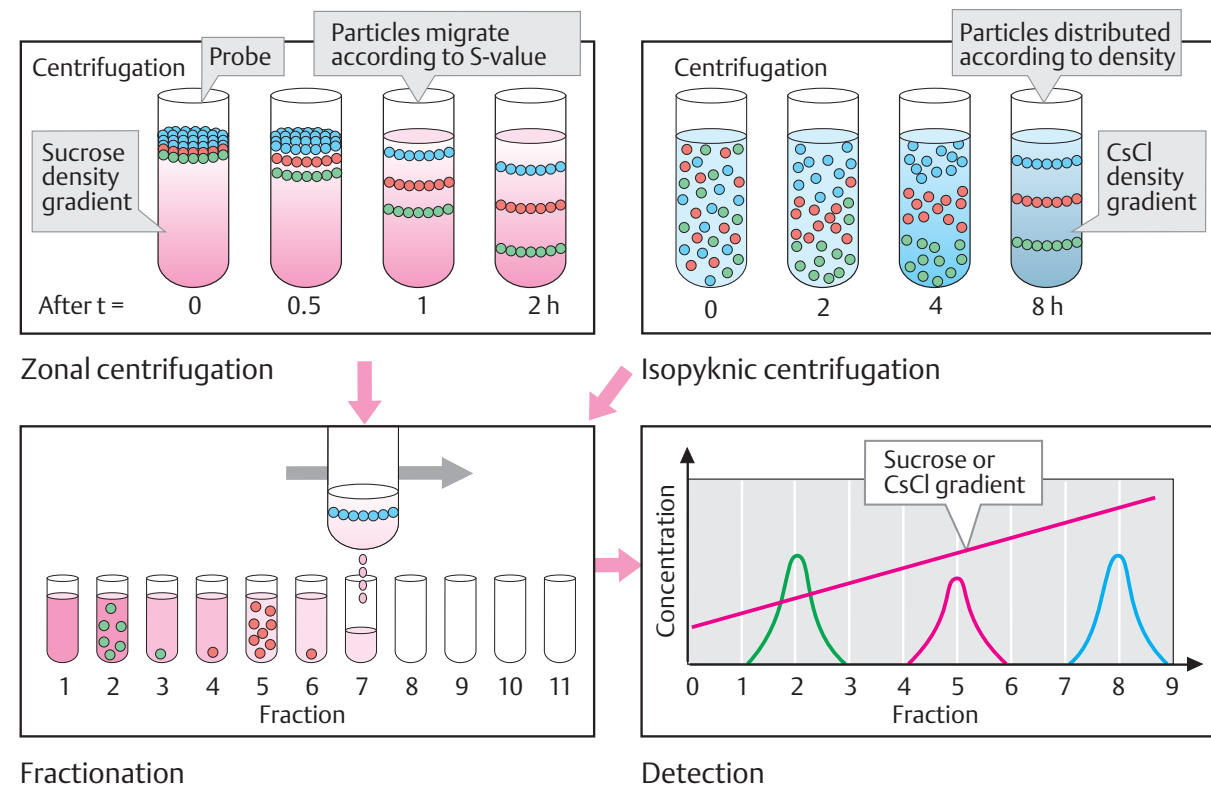 Centrifugation
Probe
Particles migrate
according to S-value
Sucrose
density
gradient
After t =
0
0.5
1
2 h
Zonal centrifugation
Centrifugation
Particles distributed
according to density
CsCl
density
gradient
0
2
4
8 h
Isopyknic centrifugation
1 2 3 4 5 6 7 8 9 10 11
Fraction
Fractionation
Sucrose or
CsCl gradient
Concentration
0 1 2 3 4 5 6 7 8 9
Fraction
Detection